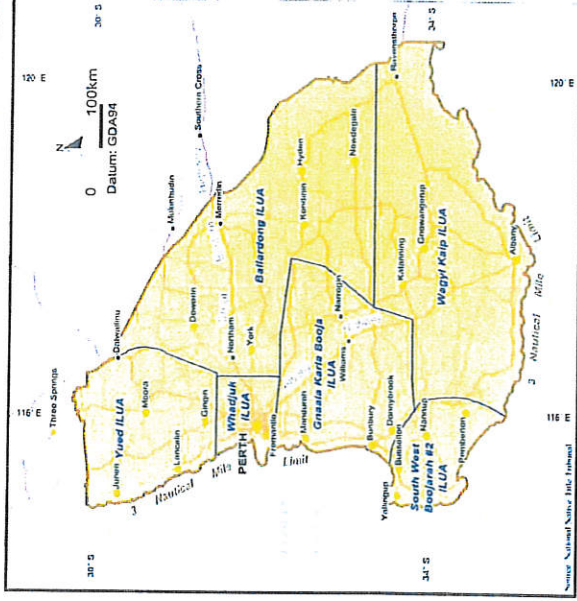 120° E
30° S
N
0 100km
Datum: GDA94
116° E
Three Springs
Southern Cross
Mukinbudin
Merredin
Dalwallinu
Dowerin
Northam
York
Ballardong ILUA
Hyden
Kondinin
Newdegate
Ravensthorpe
34° S
Jurien
Yued ILUA
Moora
Lancelin
Gingin
3 Nautical Mile Limit
Whadjuk
ILUA
PERTH
Fremantle
Mandurah
Gnaala Karla Booja
ILUA
Narrogin
Williams
Bunbury
Donnybrook
Busselton
Yallingup
South West
Boojarah #2
ILUA
Nannup
Pemberton
Katanning
Gnowangerup
Wagyl Kaip ILUA
Albany
3 Nautical Mile Limit
30° S
34° S
116° E
120° E
Source: National Native Title Tribunal